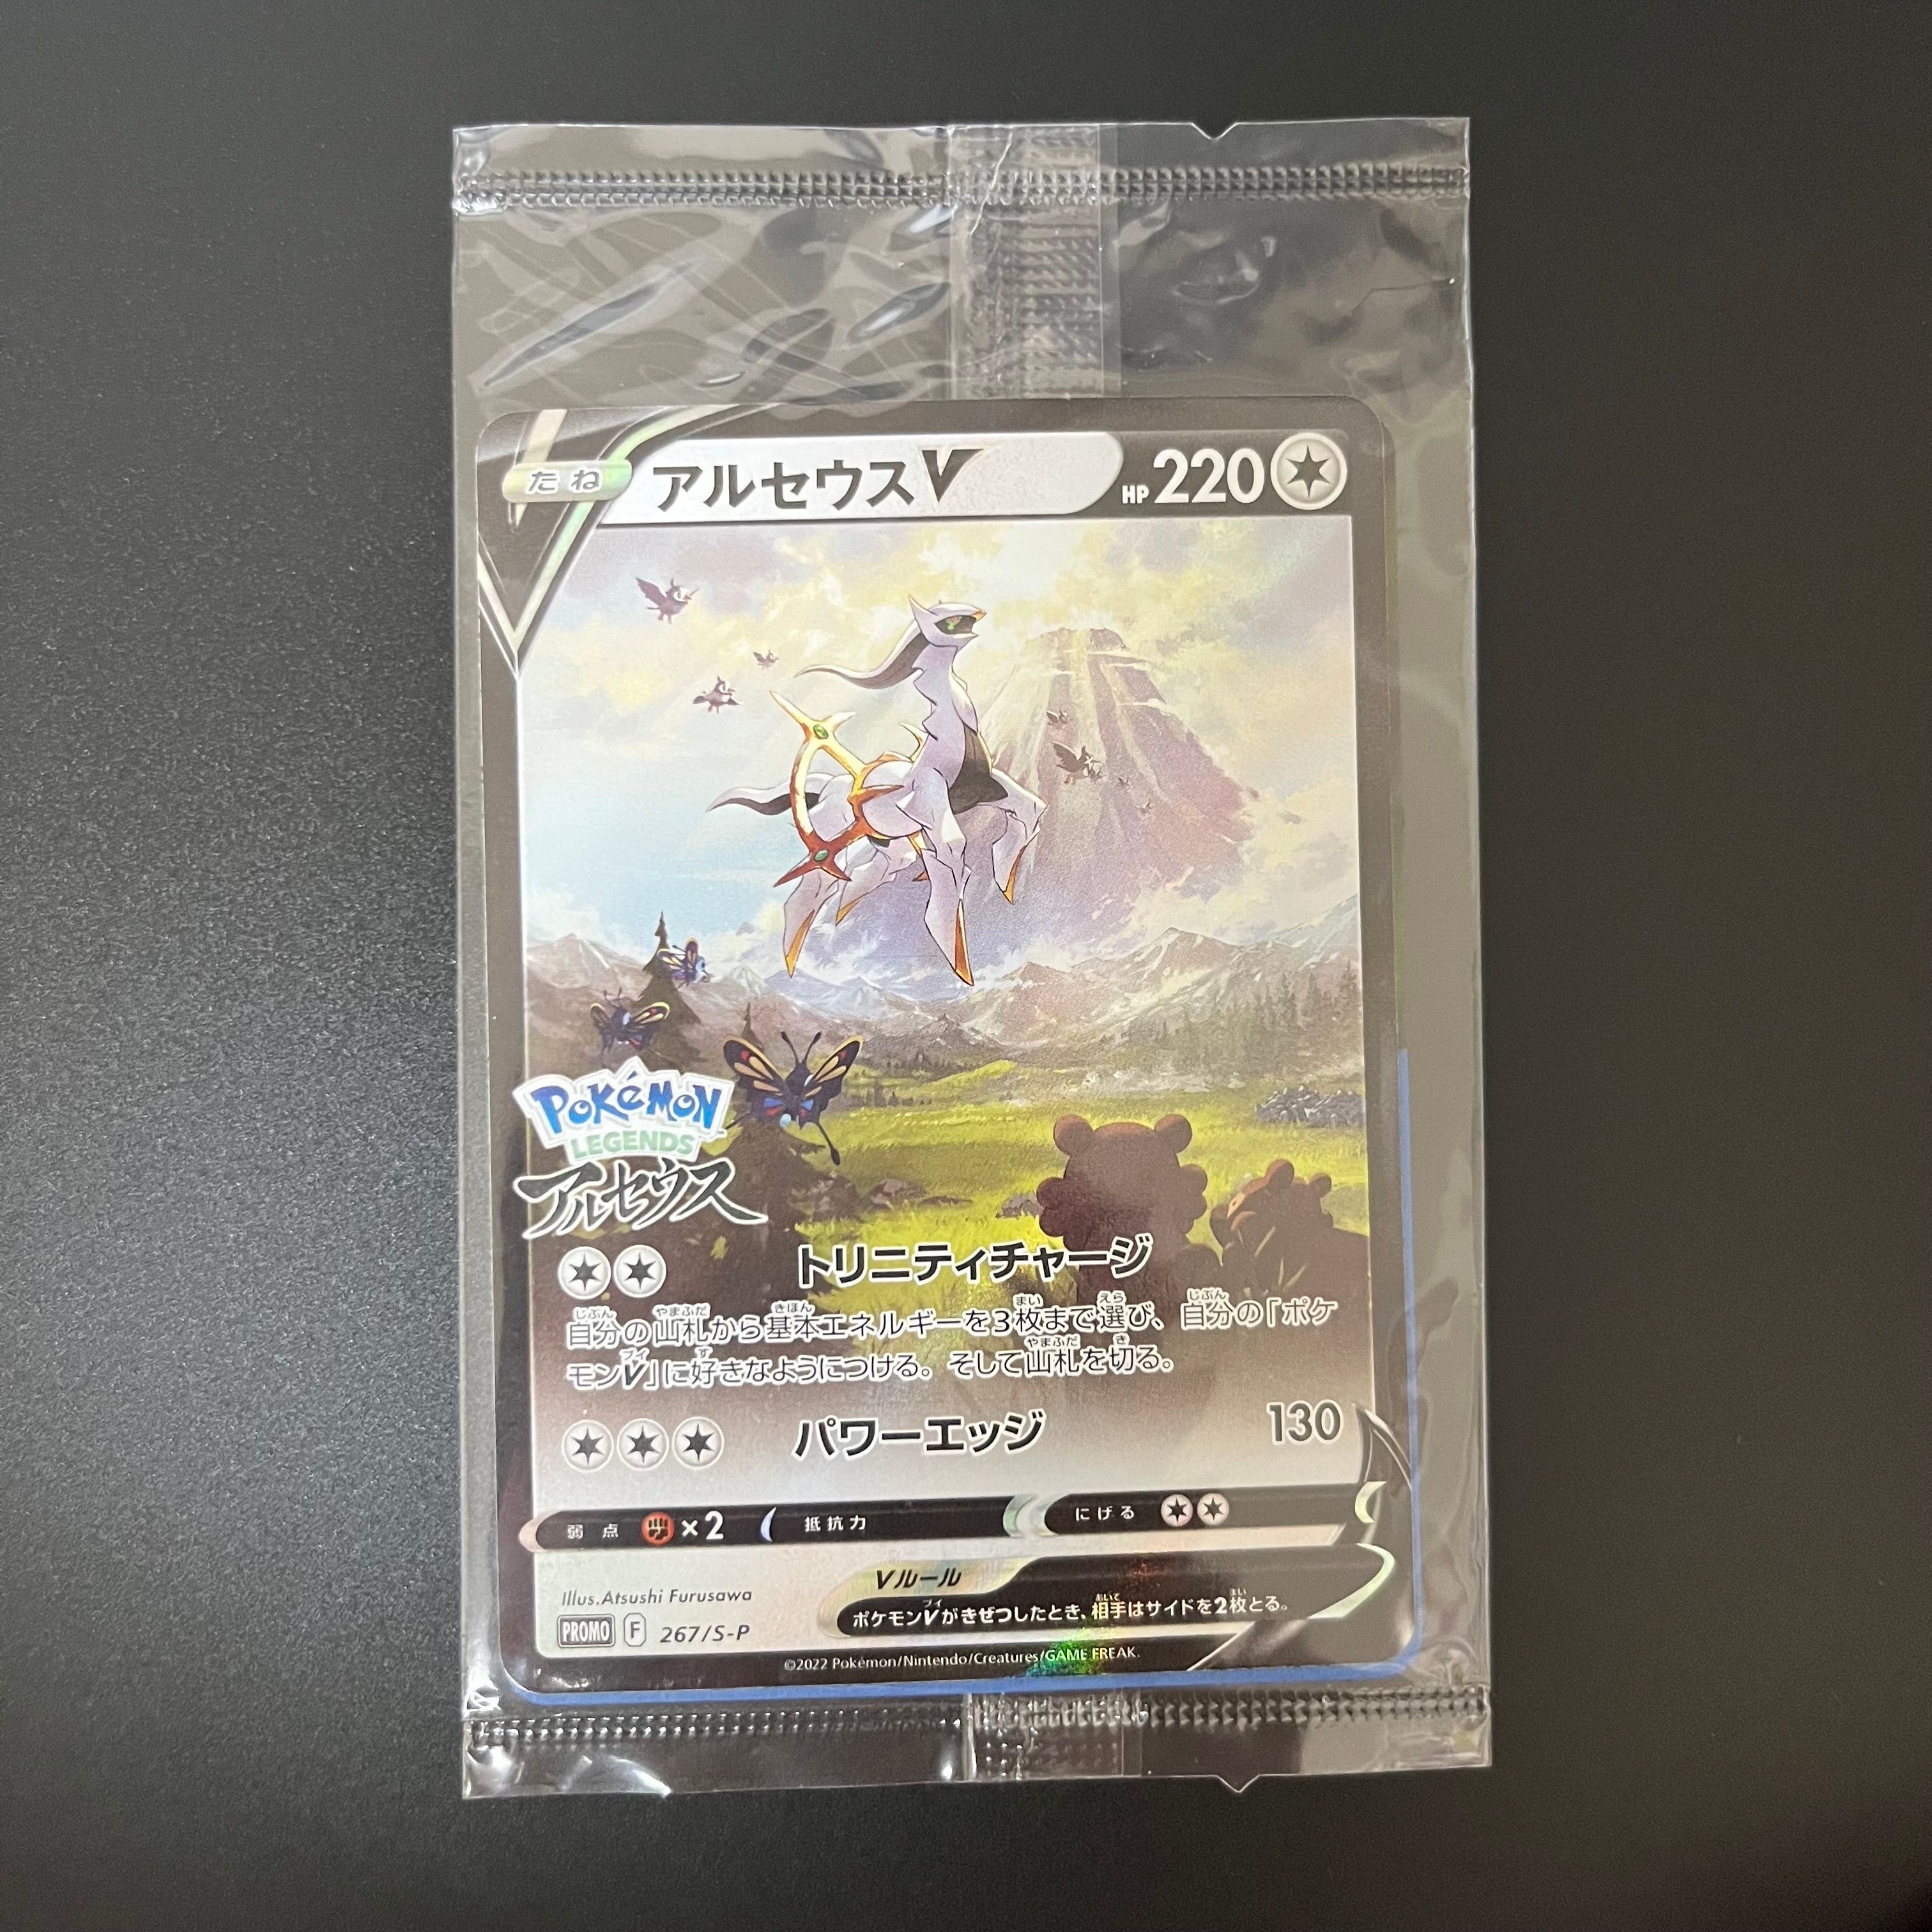 たね アルセウスV HP220
POKéMON
LEGENDS
アルセウス
トリニティチャージ
自分の山札から基本エネルギーを3枚まで選び、自分の「ポケ
モンV」に好きなようにつける。そして山札を切る。
パワーエッジ 130
弱点 ×2 抵抗力 にげる
Vルール
ポケモンVがきぜつしたとき、相手はサイドを2枚とる。
Illus.Atsushi Furusawa
PROMO F 267/S-P
©2022 Pokémon/Nintendo/Creatures/GAME FREAK.